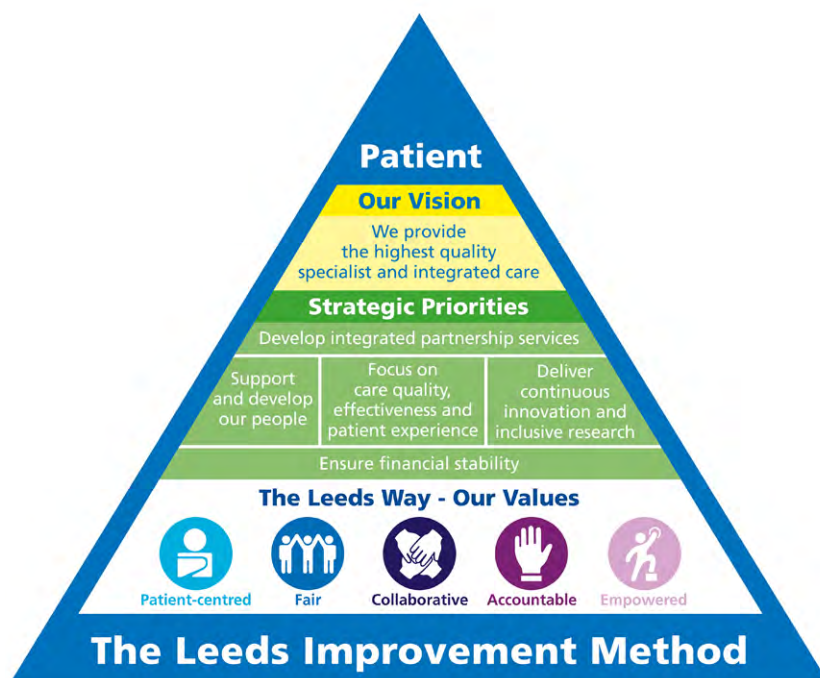 Patient
Our Vision
We provide
the highest quality
specialist and integrated care
Strategic Priorities
Develop integrated partnership services
Support
and develop
our people
Focus on
care quality,
effectiveness and
patient experience
Deliver
continuous
innovation and
inclusive research
Ensure financial stability
The Leeds Way - Our Values
Patient-centred
Fair
Collaborative
Accountable
Empowered
The Leeds Improvement Method